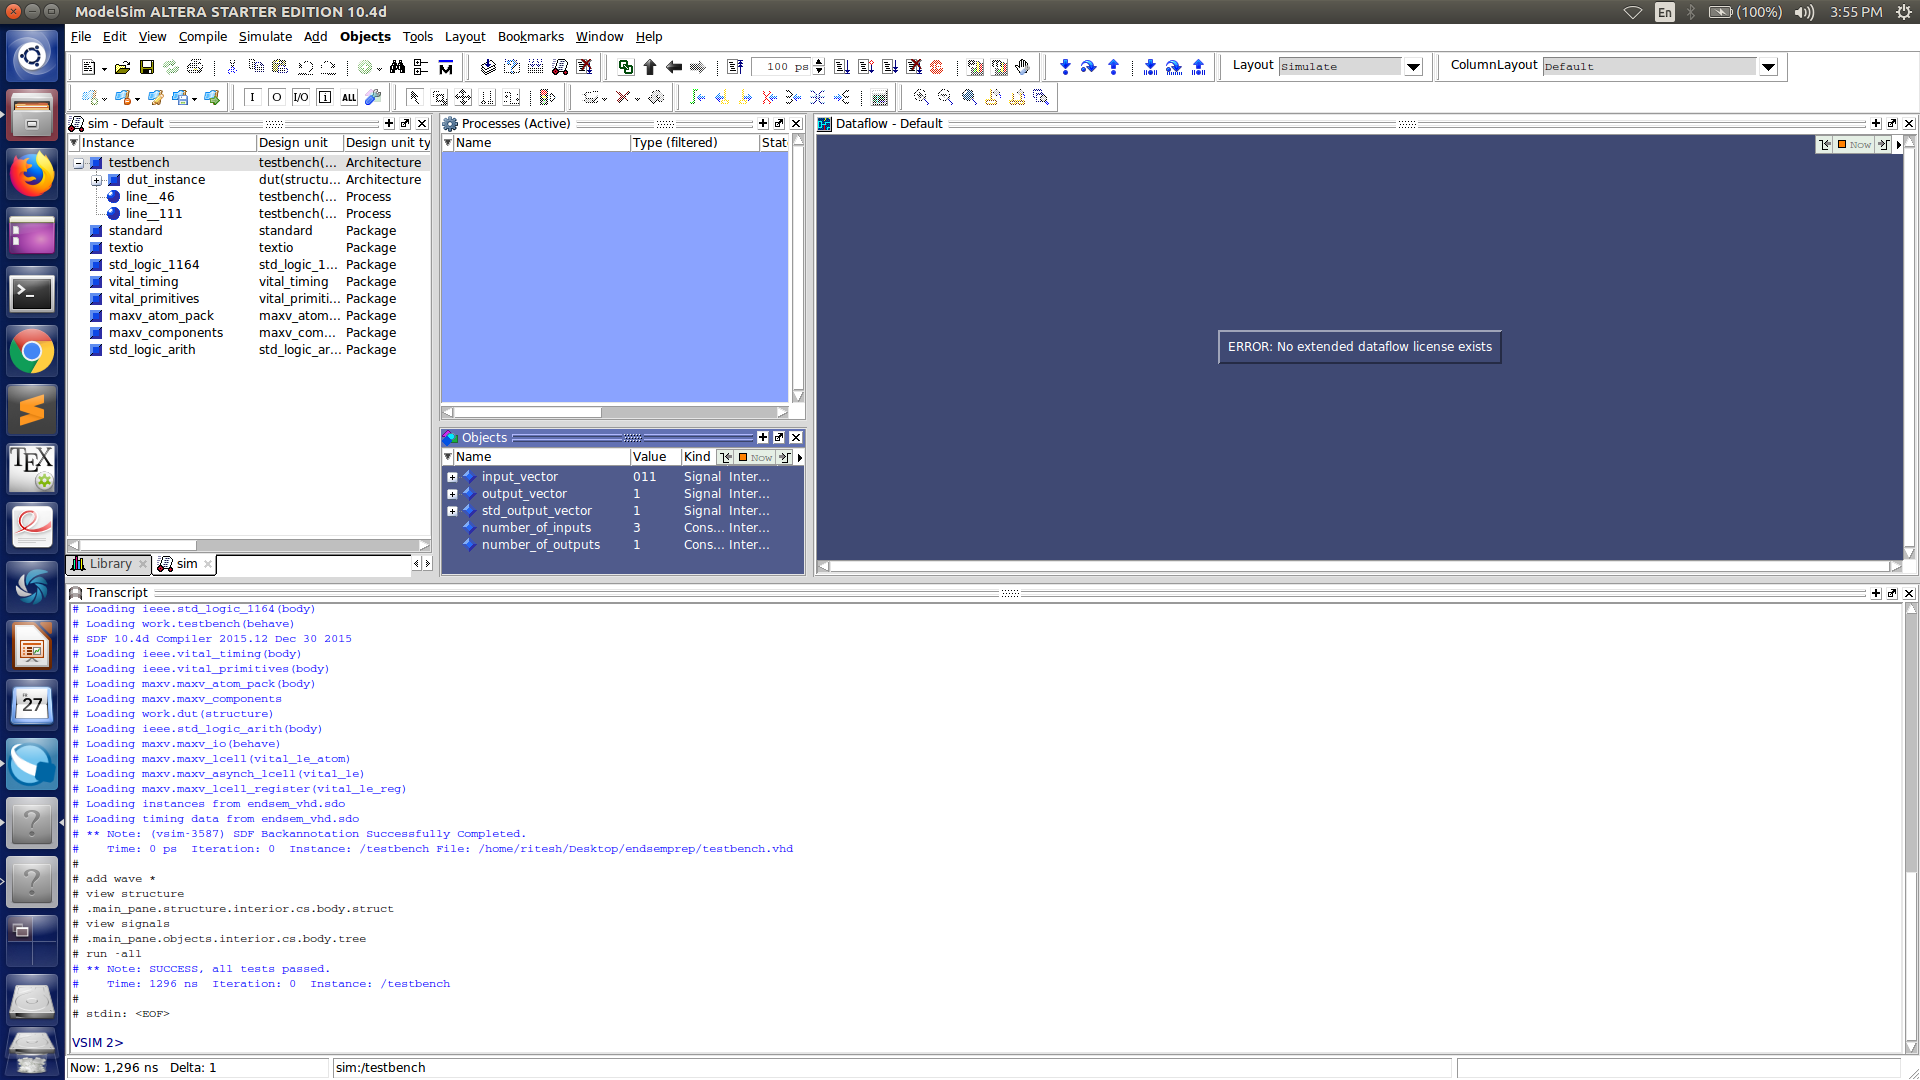 ModelSim ALTERA STARTER EDITION 10.4d
En
(100%)
3:55 PM
File Edit View Compile Simulate Add Objects Tools Layout Bookmarks Window Help
100 ps
Layout Simulate
ColumnLayout Default
I O I/O ALL
sim - Default
Instance Design unit Design unit ty
testbench testbench(... Architecture
dut_instance dut(structu... Architecture
line__46 testbench(... Process
line__111 testbench(... Process
standard standard Package
textio textio Package
std_logic_1164 std_logic_1... Package
vital_timing vital_timing Package
vital_primitives vital_primiti... Package
maxv_atom_pack maxv_atom... Package
maxv_components maxv_com... Package
std_logic_arith std_logic_ar... Package
Library sim
Processes (Active)
Name Type (filtered) Stat
Objects
Name Value Kind Now
input_vector 011 Signal Inter...
output_vector 1 Signal Inter...
std_output_vector 1 Signal Inter...
number_of_inputs 3 Cons... Inter...
number_of_outputs 1 Cons... Inter...
Dataflow - Default
Now
ERROR: No extended dataflow license exists
TEX
27
Transcript
# Loading ieee.std_logic_1164(body)
# Loading work.testbench(behave)
# SDF 10.4d Compiler 2015.12 Dec 30 2015
# Loading ieee.vital_timing(body)
# Loading ieee.vital_primitives(body)
# Loading maxv.maxv_atom_pack(body)
# Loading maxv.maxv_components
# Loading work.dut(structure)
# Loading ieee.std_logic_arith(body)
# Loading maxv.maxv_io(behave)
# Loading maxv.maxv_lcell(vital_le_atom)
# Loading maxv.maxv_asynch_lcell(vital_le)
# Loading maxv.maxv_lcell_register(vital_le_reg)
# Loading instances from endsem_vhd.sdo
# Loading timing data from endsem_vhd.sdo
# ** Note: (vsim-3587) SDF Backannotation Successfully Completed.
#    Time: 0 ps  Iteration: 0  Instance: /testbench File: /home/ritesh/Desktop/endsemprep/testbench.vhd
#
# add wave *
# view structure
# .main_pane.structure.interior.cs.body.struct
# view signals
# .main_pane.objects.interior.cs.body.tree
# run -all
# ** Note: SUCCESS, all tests passed.
#    Time: 1296 ns  Iteration: 0  Instance: /testbench
#
# stdin: <EOF>
VSIM 2>
Now: 1,296 ns  Delta: 1
sim:/testbench